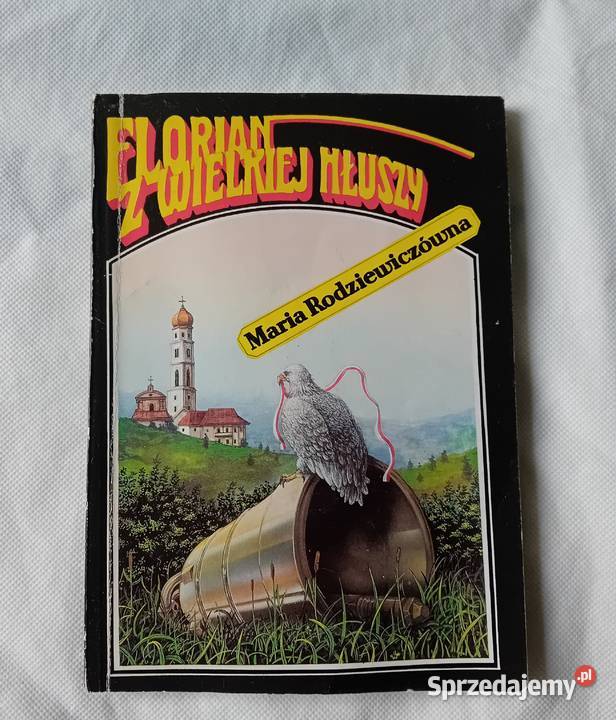 FLORIAN
Z WIELKIEJ HŁUSZY
Maria Rodziewiczówna
Sprzedajemy.pl